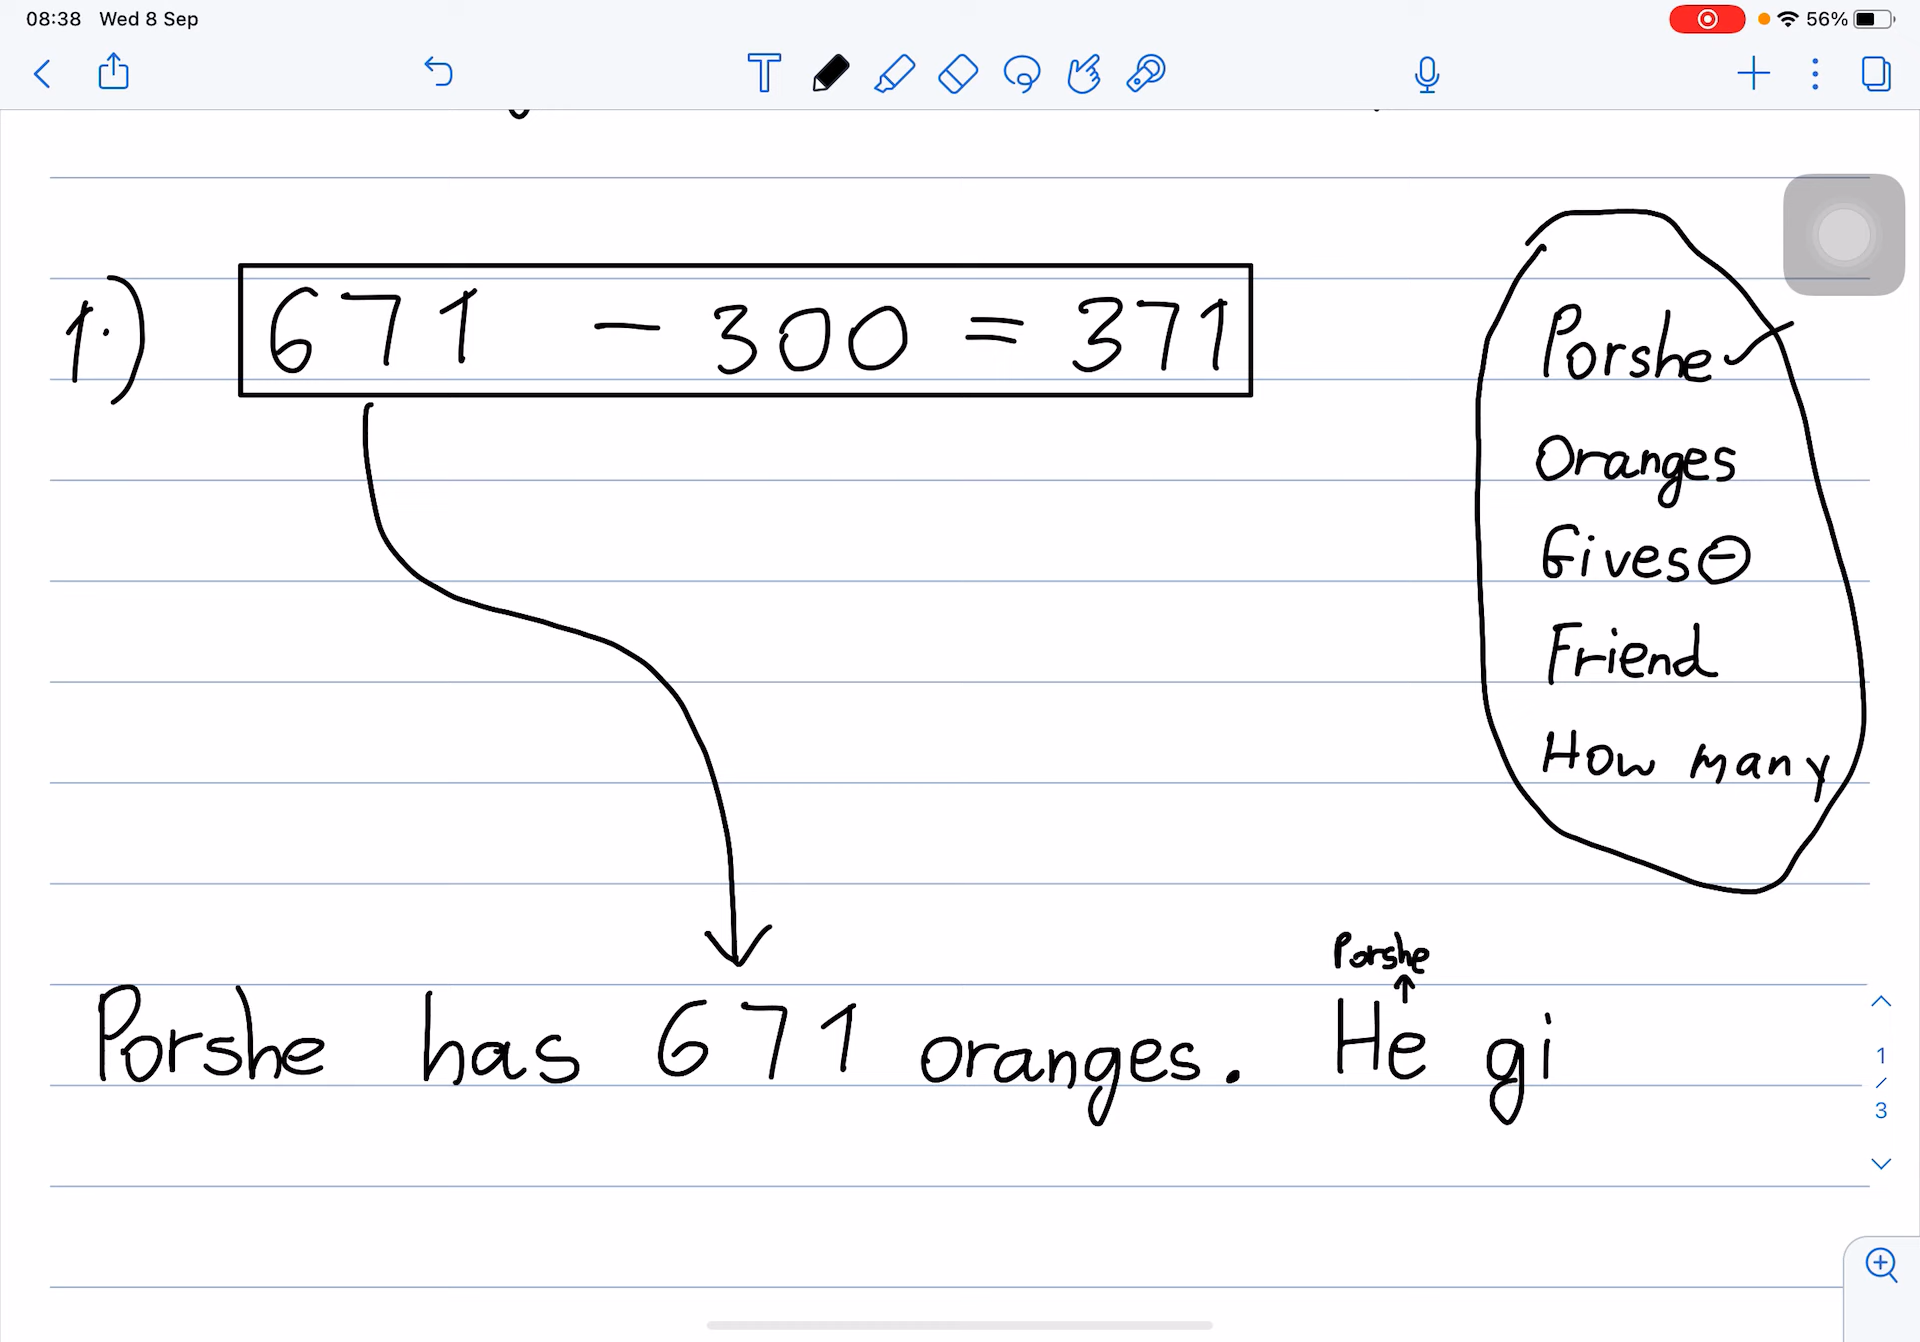 08:38 Wed 8 Sep
56%
1.) 671 − 300 = 371
Porshe
Oranges
Gives ⊖
Friend
How many
Porshe
↑
Porshe has 671 oranges. He gi
1
/
3